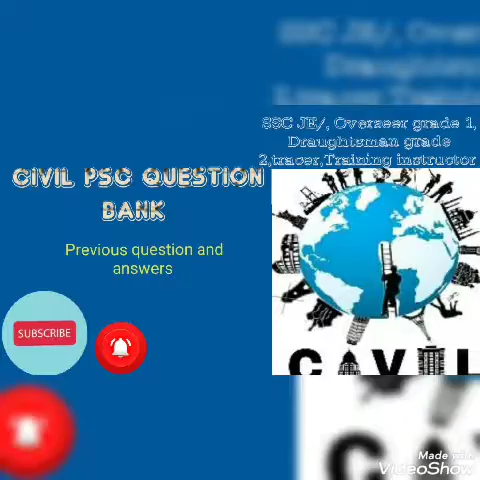 SSC JE/, Overseer grade 1,
Draughtsman grade
2,tracer,Training instructor
CIVIL PSC QUESTION
BANK
Previous question and
answers
SUBSCRIBE
CIVIL
Made with
VideoShow